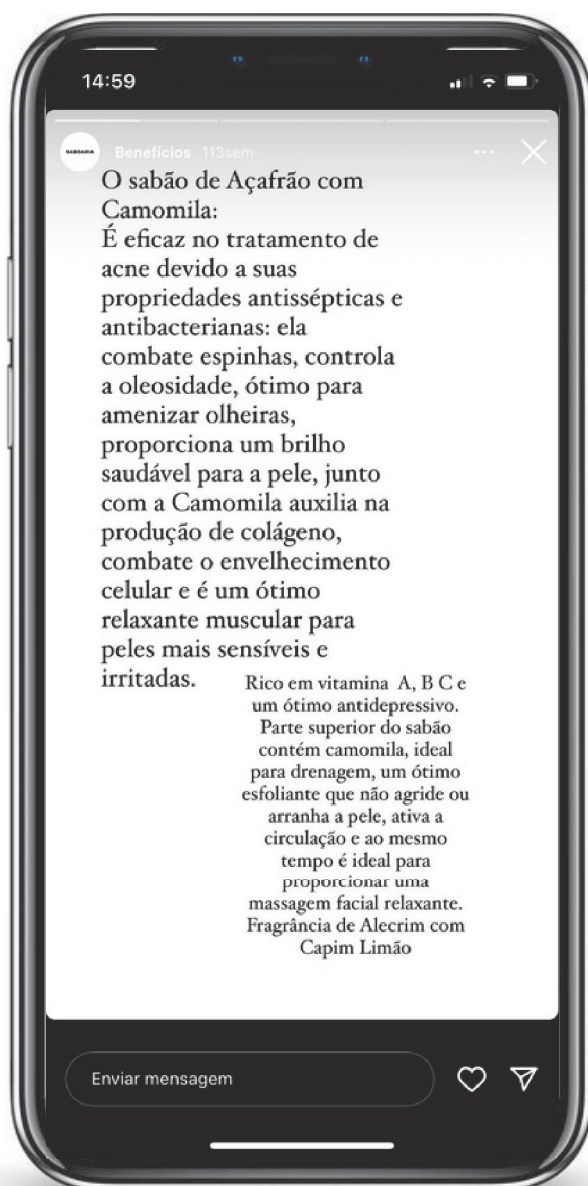 14:59
SABOARIA
Benefícios 113sem
O sabão de Açafrão com
Camomila:
É eficaz no tratamento de
acne devido a suas
propriedades antissépticas e
antibacterianas: ela
combate espinhas, controla
a oleosidade, ótimo para
amenizar olheiras,
proporciona um brilho
saudável para a pele, junto
com a Camomila auxilia na
produção de colágeno,
combate o envelhecimento
celular e é um ótimo
relaxante muscular para
peles mais sensíveis e
irritadas.
Rico em vitamina A, B C e
um ótimo antidepressivo.
Parte superior do sabão
contém camomila, ideal
para drenagem, um ótimo
esfoliante que não agride ou
arranha a pele, ativa a
circulação e ao mesmo
tempo é ideal para
proporcionar uma
massagem facial relaxante.
Fragrância de Alecrim com
Capim Limão
Enviar mensagem